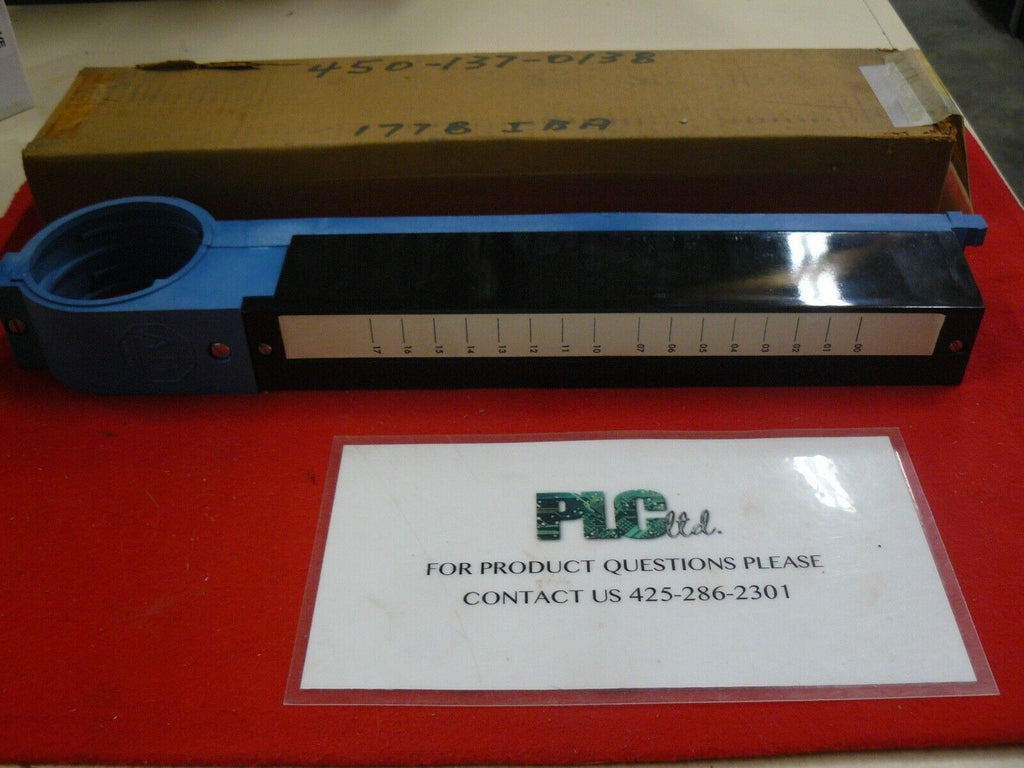 450-137-0138
1778 IBA
17 16 15 14 13 12 11 10 07 06 05 04 03 02 01 00
PLC ltd.
FOR PRODUCT QUESTIONS PLEASE
CONTACT US 425-286-2301